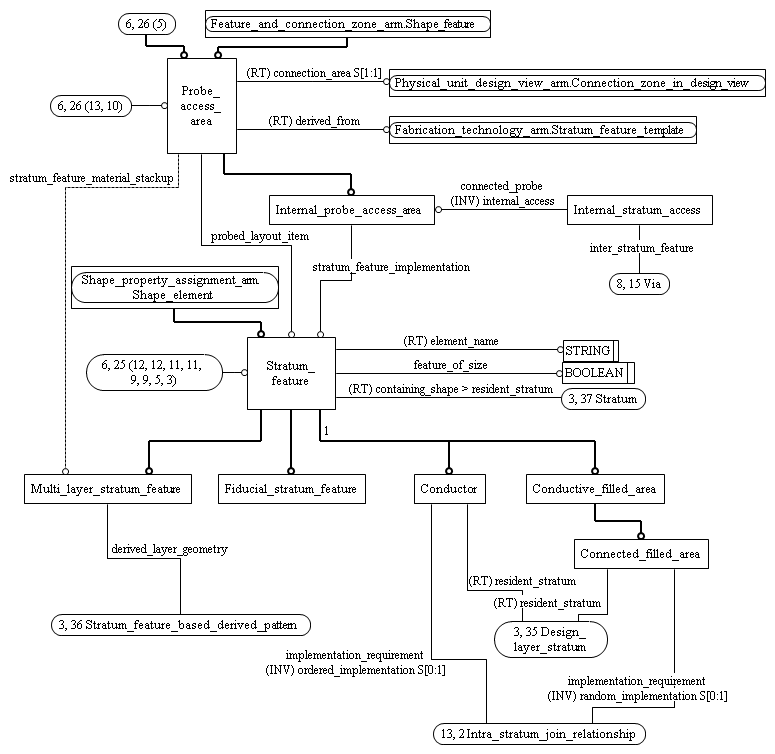 6, 26 (5)
Feature_and_connection_zone_arm.Shape_feature
Probe_
access_
area
(RT) connection_area S[1:1]
Physical_unit_design_view_arm.Connection_zone_in_design_view
6, 26 (13, 10)
(RT) derived_from
Fabrication_technology_arm.Stratum_feature_template
stratum_feature_material_stackup
connected_probe
(INV) internal_access
Internal_probe_access_area
Internal_stratum_access
probed_layout_item
inter_stratum_feature
stratum_feature_implementation
8, 15 Via
Shape_property_assignment_arm.
Shape_element
(RT) element_name
STRING
6, 25 (12, 12, 11, 11,
9, 9, 5, 3)
Stratum_
feature
feature_of_size
BOOLEAN
(RT) containing_shape > resident_stratum
3, 37 Stratum
1
Multi_layer_stratum_feature
Fiducial_stratum_feature
Conductor
Conductive_filled_area
derived_layer_geometry
Connected_filled_area
(RT) resident_stratum
(RT) resident_stratum
3, 36 Stratum_feature_based_derived_pattern
3, 35 Design_
layer_stratum
implementation_requirement
(INV) ordered_implementation S[0:1]
implementation_requirement
(INV) random_implementation S[0:1]
13, 2 Intra_stratum_join_relationship